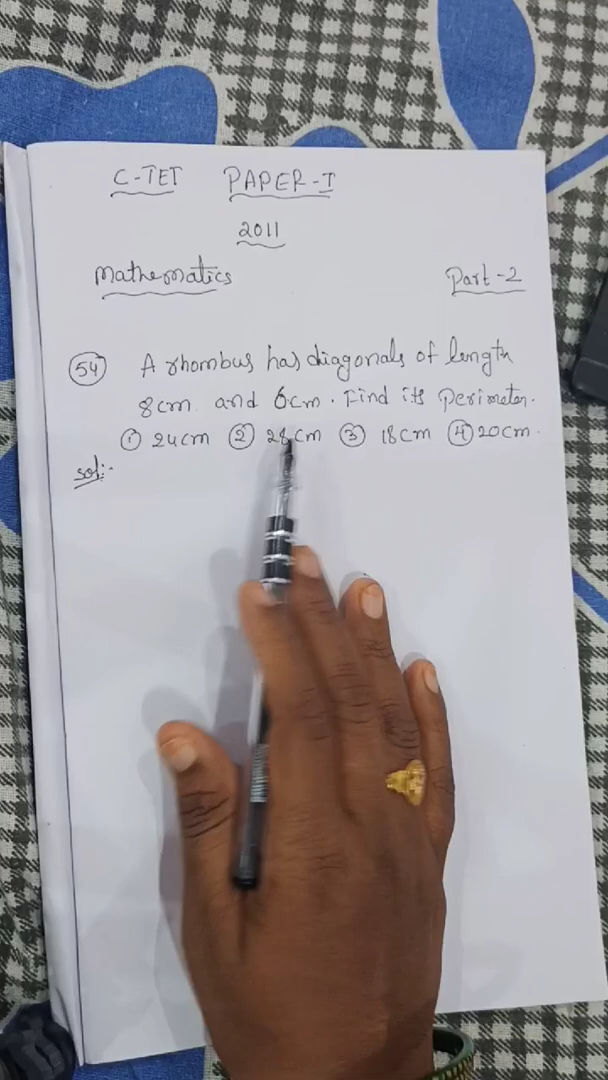 C-TET PAPER-I
2011
Mathematics Part-2
54 A rhombus has diagonals of length
8cm and 6cm. Find its perimeter.
1 24cm 2 28cm 3 18cm 4 20cm.
Sol:-